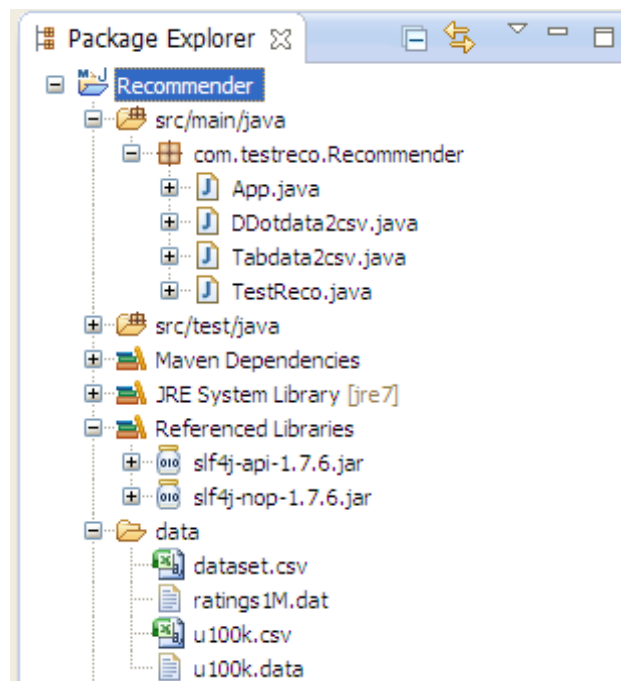 Package Explorer
Recommender
src/main/java
com.testreco.Recommender
App.java
DDotdata2csv.java
Tabdata2csv.java
TestReco.java
src/test/java
Maven Dependencies
JRE System Library [jre7]
Referenced Libraries
slf4j-api-1.7.6.jar
slf4j-nop-1.7.6.jar
data
dataset.csv
ratings1M.dat
u100k.csv
u100k.data